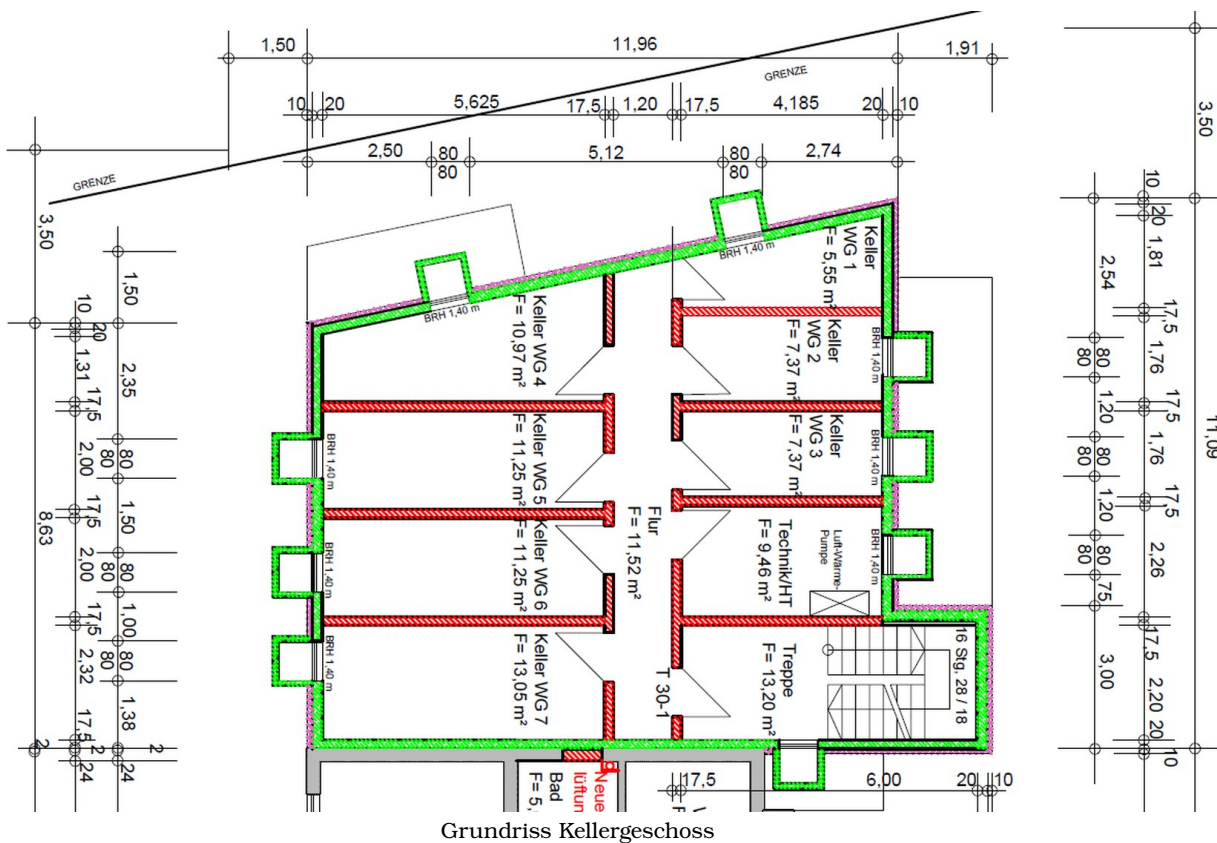 1,50
11,96
1,91
GRENZE
10
20
5,625
17,5
1,20
17,5
4,185
20
10
3,50
2,50
80
80
5,12
80
80
2,74
GRENZE
3,50
1,50
10
20
1,31
2,35
17,5
2,00
80
80
8,63
17,5
1,50
2,00
80
80
17,5
1,00
2,32
80
80
1,38
17,5
2
2
2
24
24
Keller
WG 1
F= 5,55 m²
BRH 1,40 m
BRH 1,40 m
Keller WG 4
F= 10,97 m²
Keller
WG 2
F= 7,37 m²
BRH 1,40 m
Keller WG 5
F= 11,25 m²
BRH 1,40 m
Keller
WG 3
F= 7,37 m²
BRH 1,40 m
Flur
F= 11,52 m²
Keller WG 6
F= 11,25 m²
BRH 1,40 m
Technik/HT
F= 9,46 m²
Luft-Wärme
Pumpe
BRH 1,40 m
Keller WG 7
F= 13,05 m²
BRH 1,40 m
T 30-1
Treppe
F= 13,20 m²
16 Stg. 28 / 18
10
20
1,81
2,54
17,5
80
80
1,76
1,20
17,5
11,09
80
80
1,76
1,20
17,5
80
80
2,26
75
17,5
3,00
2,20
20
10
Bad
F= 5,
Neue
lüftun
V
F
17,5
6,00
20
10
Grundriss Kellergeschoss